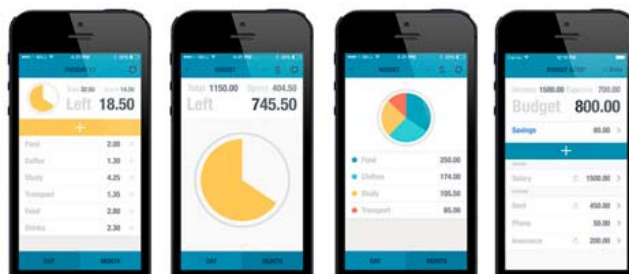 Left 18.50
+
Food 2.00
Coffee 1.30
Study 4.25
Transport 1.35
Food 2.80
Drinks 2.30
DAY MONTH
AUGUST
Total 1150.00 Spent 404.50
Left 745.50
DAY MONTH
AUGUST
Food 250.00
Clothes 174.00
Study 105.50
Transport 85.00
DAY MONTH
Income 1500.00 Expense 700.00
Budget 800.00
Savings 80.00
+
Salary 1500.00
Rent 450.00
Phone 50.00
Insurance 200.00